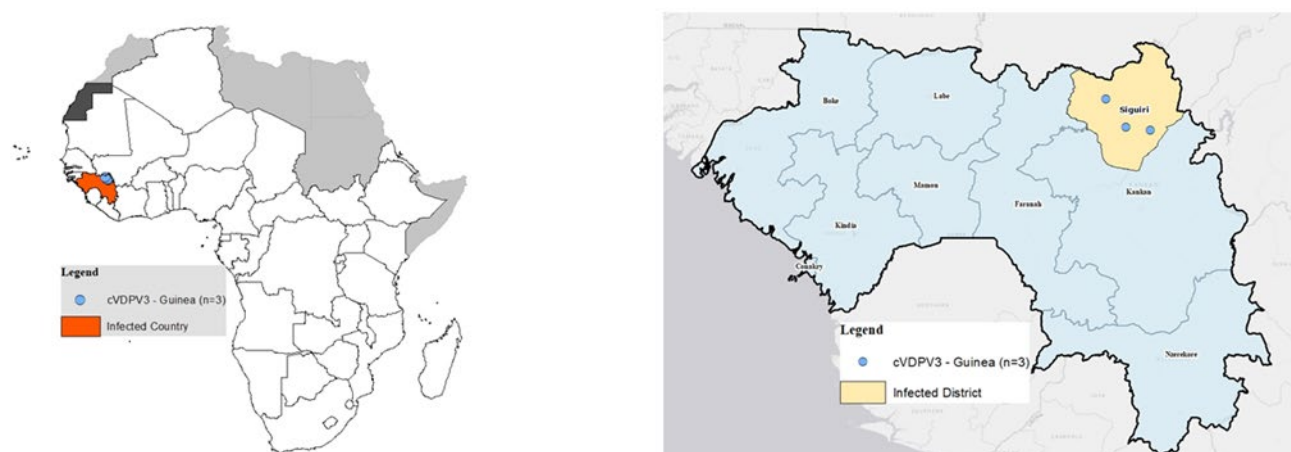 Legend
cVDPV3 - Guinea (n=3)
Infected Country
Siguiri
Boke
Labe
Mamou
Faranah
Kankan
Kindia
Conakry
Nzerekore
Legend
cVDPV3 - Guinea (n=3)
Infected District